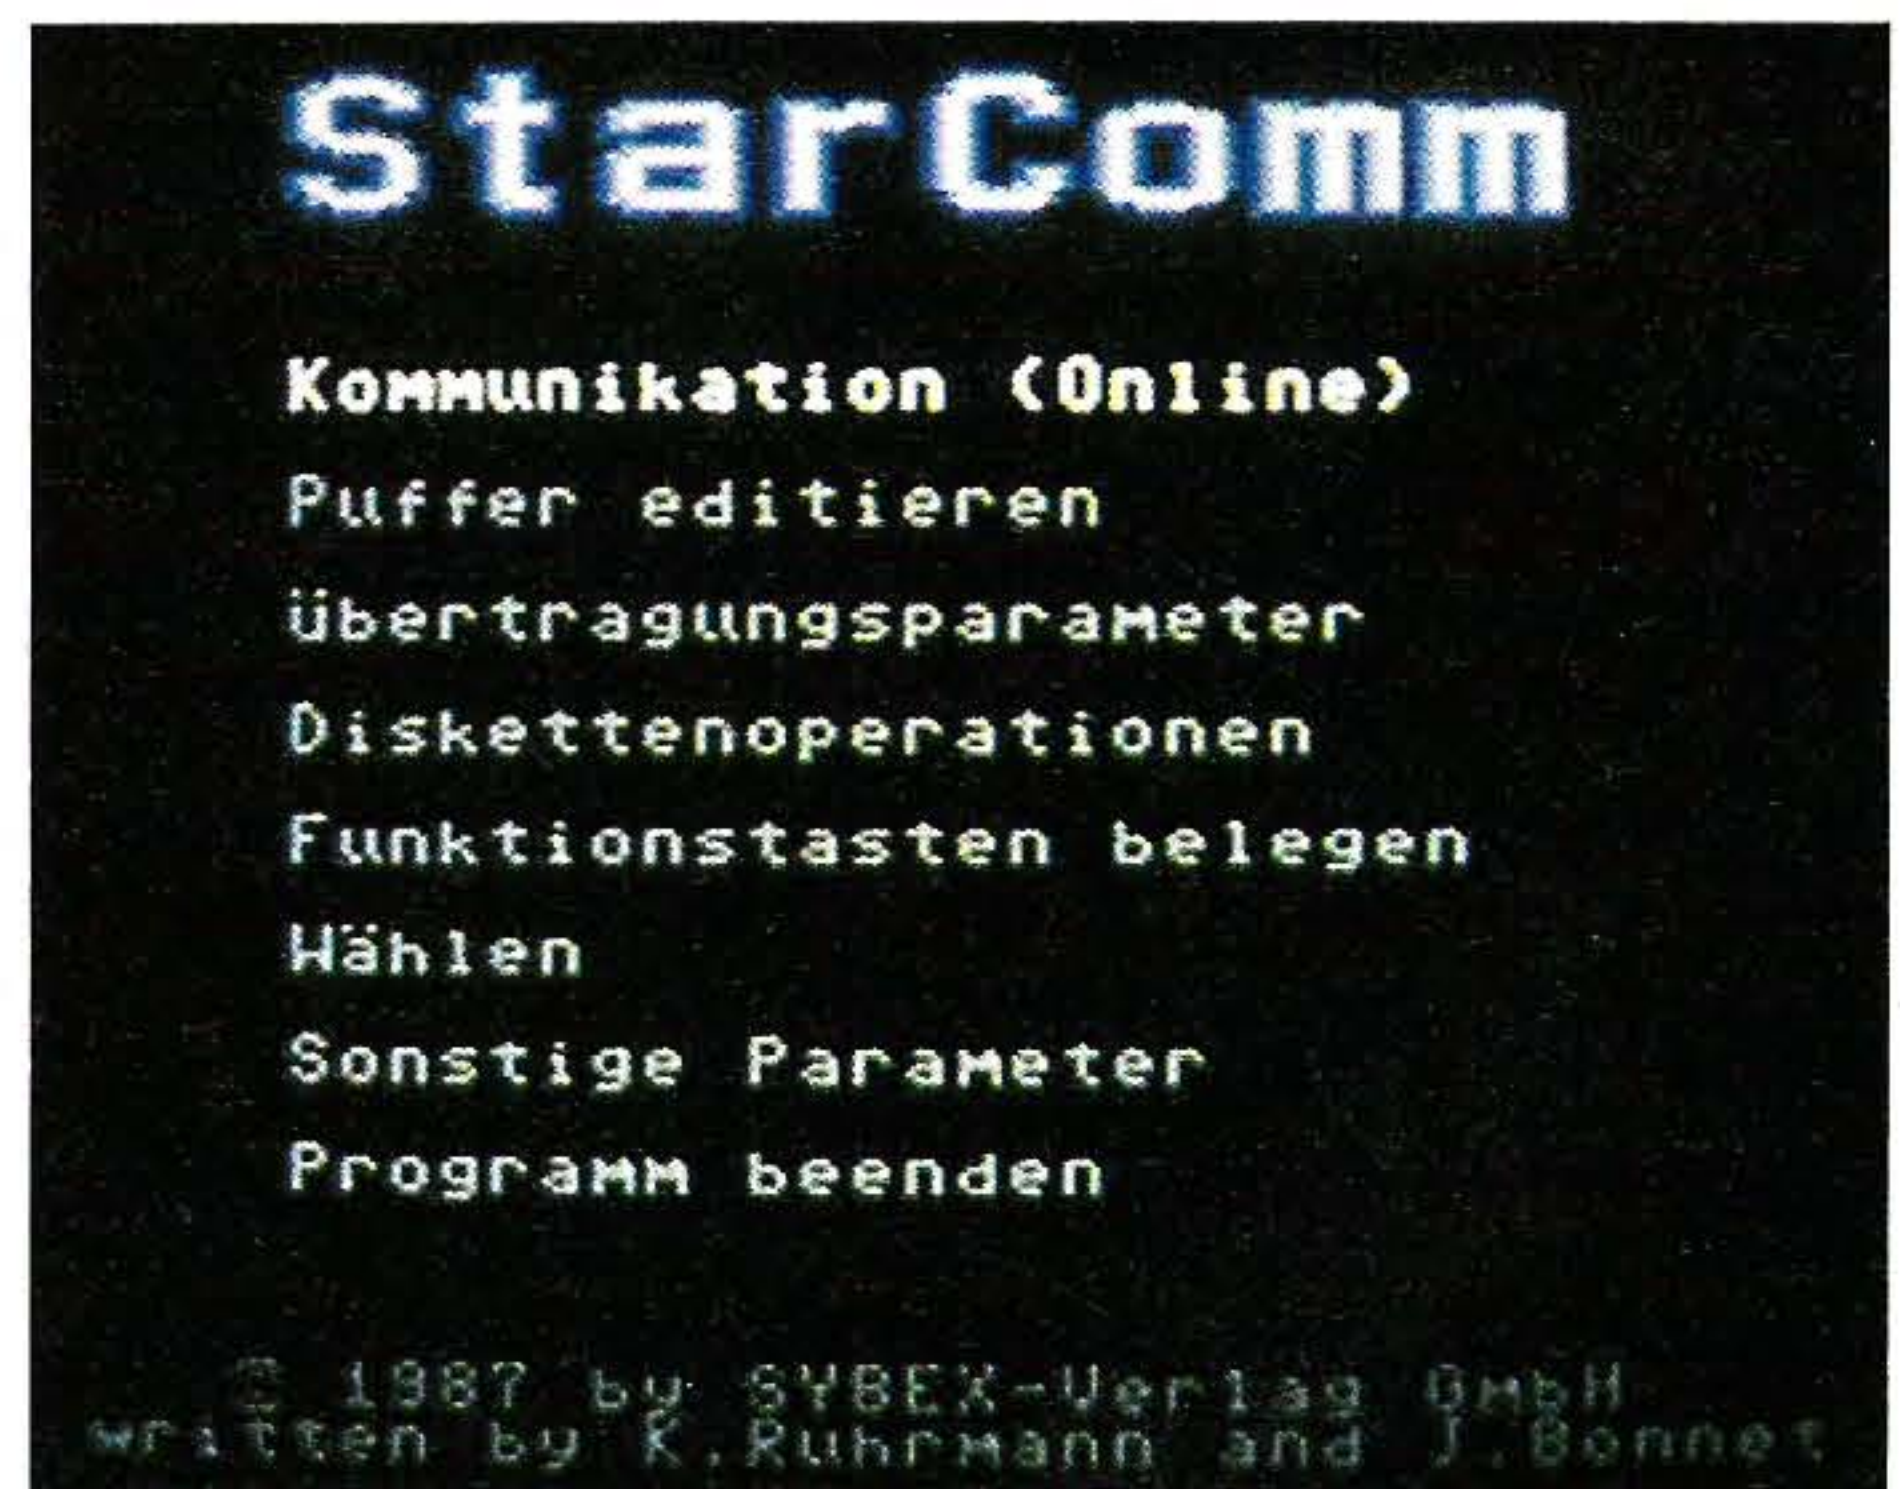 StarComm
Kommunikation (Online)
Puffer editieren
Übertragungsparameter
Diskettenoperationen
Funktionstasten belegen
Wählen
Sonstige Parameter
Programm beenden
© 1987 by SYBEX-Verlag GmbH
written by K.Ruhrmann and J.Bonnet